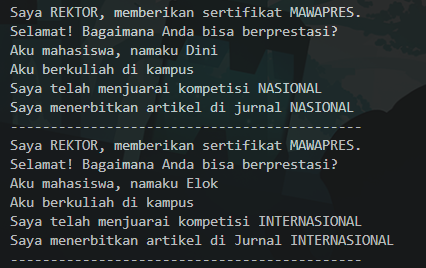 Saya REKTOR, memberikan sertifikat MAWAPRES.
Selamat! Bagaimana Anda bisa berprestasi?
Aku mahasiswa, namaku Dini
Aku berkuliah di kampus
Saya telah menjuarai kompetisi NASIONAL
Saya menerbitkan artikel di jurnal NASIONAL
--------------------------------------------
Saya REKTOR, memberikan sertifikat MAWAPRES.
Selamat! Bagaimana Anda bisa berprestasi?
Aku mahasiswa, namaku Elok
Aku berkuliah di kampus
Saya telah menjuarai kompetisi INTERNASIONAL
Saya menerbitkan artikel di Jurnal INTERNASIONAL
--------------------------------------------